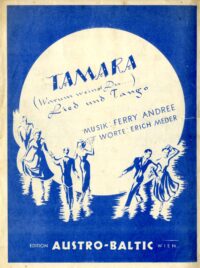 TAMARA
(Warum weinst Du...)
Lied und Tango
MUSIK: FERRY ANDREE
WORTE: ERICH MEDER
EDITION AUSTRO-BALTIC WIEN